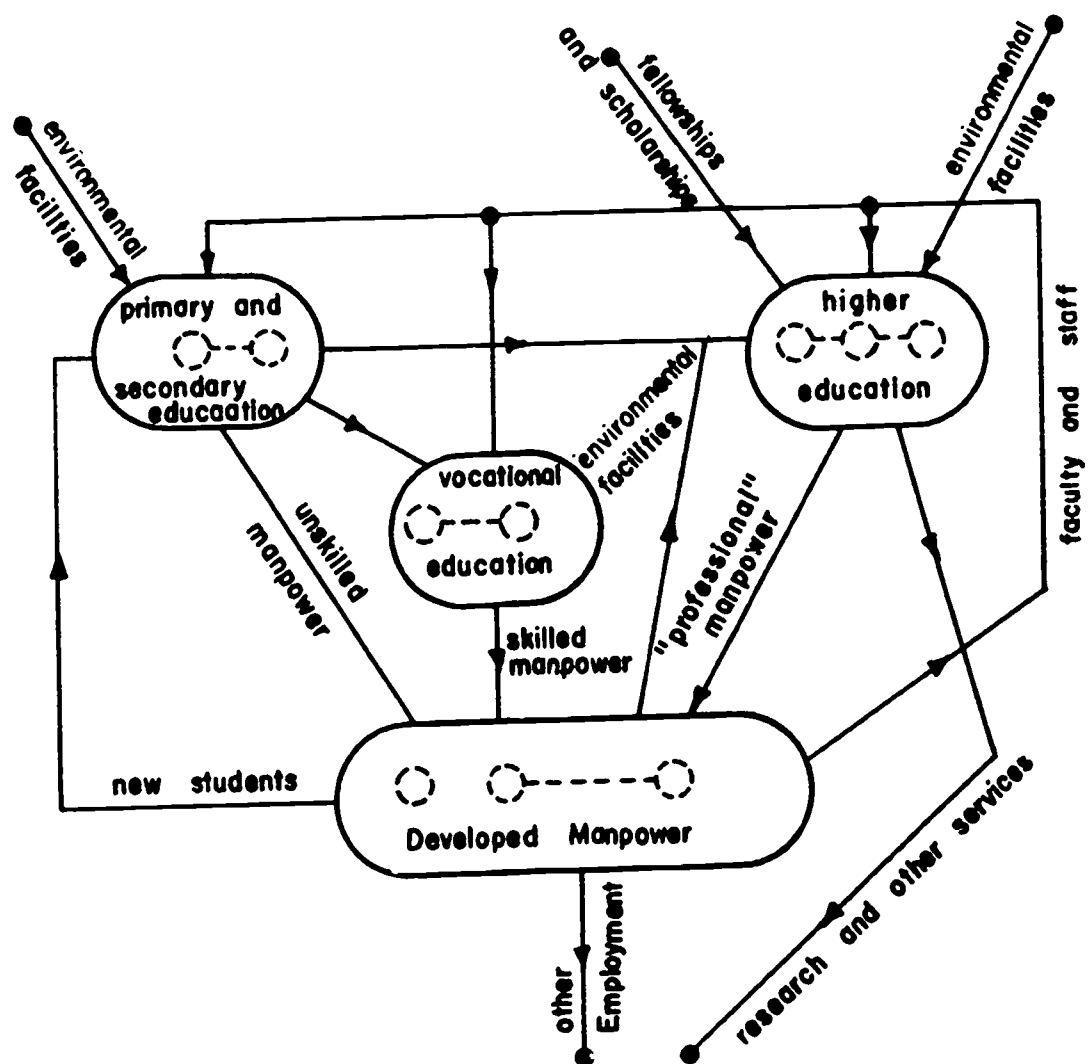 and scholarships
fellowships
environmental
facilities
environmental
facilities
primary and
secondary
educaation
higher
education
faculty and staff
environmental
facilities
vocational
education
unskilled
manpower
"professional"
manpower
skilled
manpower
new students
Developed Manpower
research and other services
other
Employment